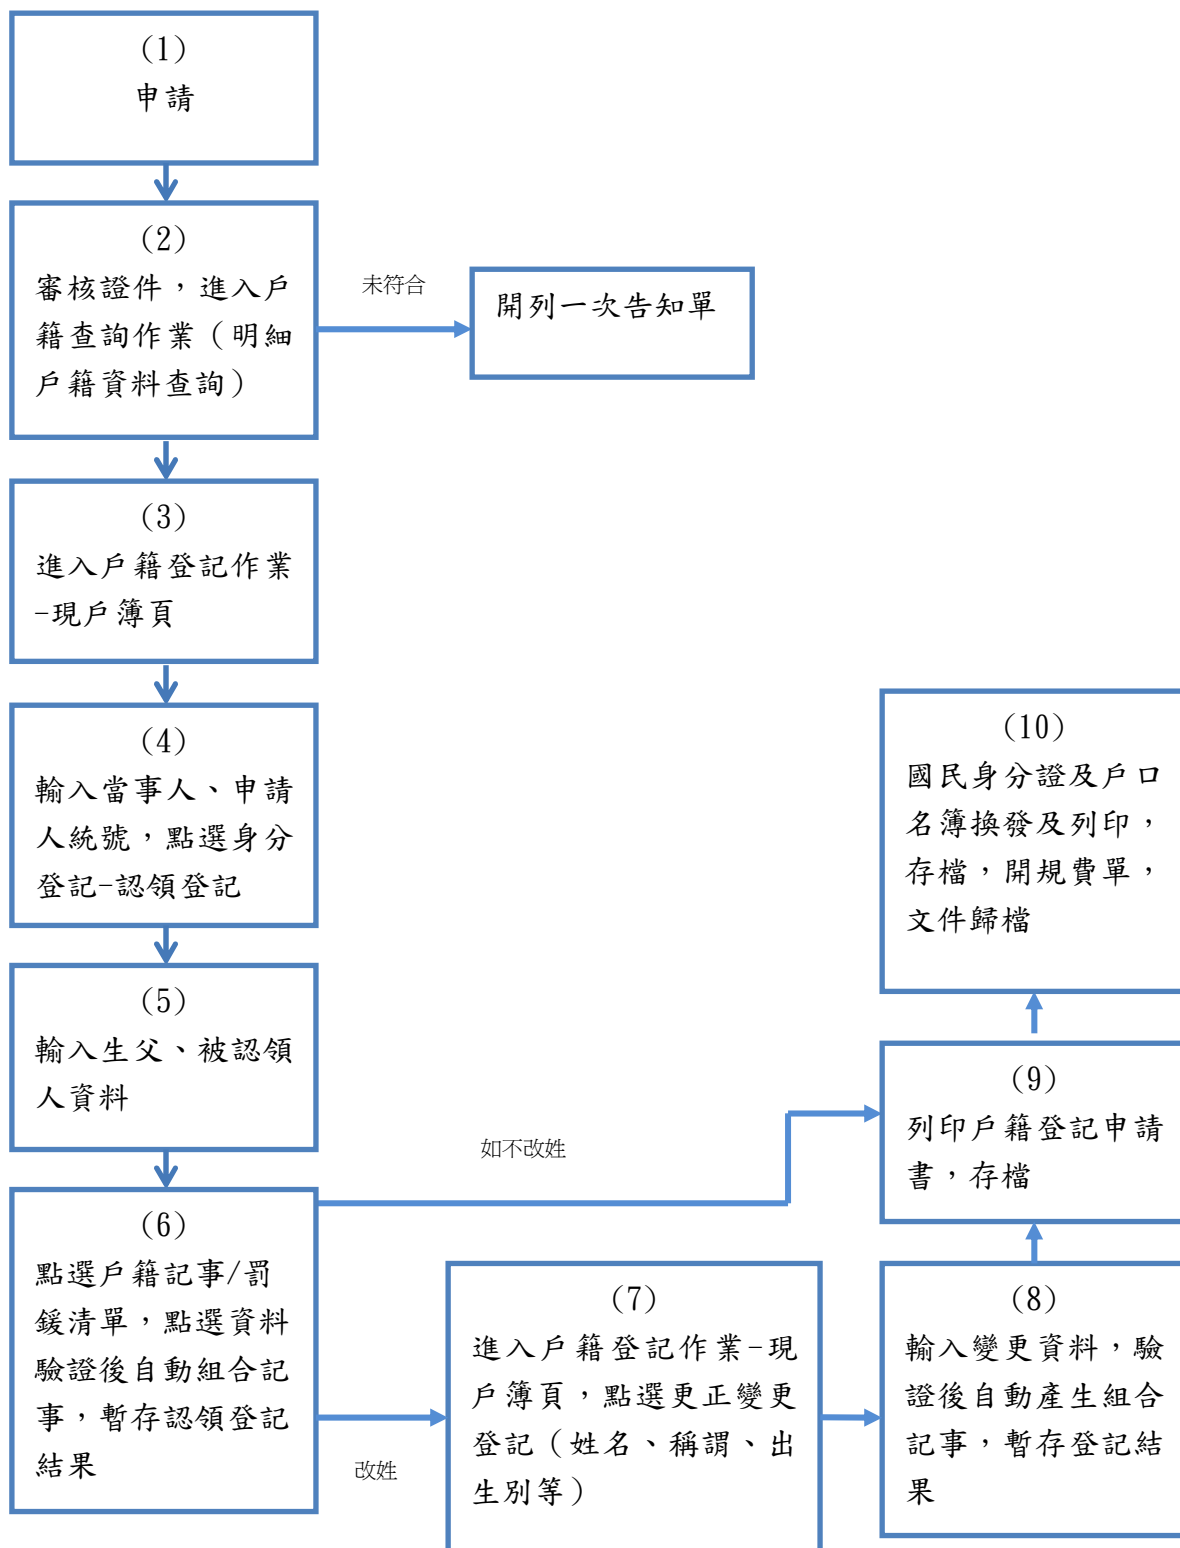 (1)
申請
(2)
審核證件，進入戶
籍查詢作業（明細
戶籍資料查詢）
未符合
開列一次告知單
(3)
進入戶籍登記作業
-現戶簿頁
(4)
輸入當事人、申請
人統號，點選身分
登記-認領登記
(5)
輸入生父、被認領
人資料
(6)
點選戶籍記事/罰
鍰清單，點選資料
驗證後自動組合記
事，暫存認領登記
結果
如不改姓
改姓
(7)
進入戶籍登記作業-現
戶簿頁，點選更正變更
登記（姓名、稱謂、出
生別等）
(8)
輸入變更資料，驗
證後自動產生組合
記事，暫存登記結
果
(9)
列印戶籍登記申請
書，存檔
(10)
國民身分證及戶口
名簿換發及列印，
存檔，開規費單，
文件歸檔